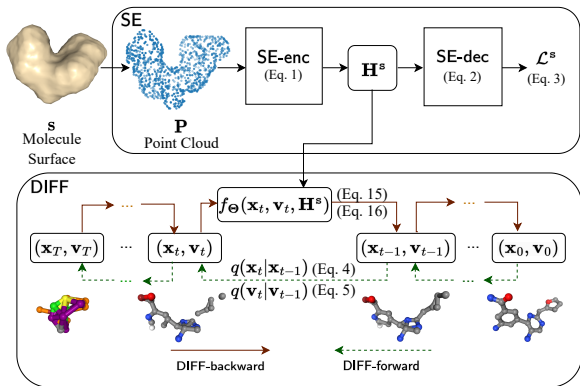 SE
SE-enc
(Eq. 1)
H^s
SE-dec
(Eq. 2)
ℒ^s
(Eq. 3)
s
Molecule
Surface
P
Point Cloud
DIFF
f_Θ(x_t, v_t, H^s)
(Eq. 15)
(Eq. 16)
...
...
(x_T, v_T)
...
(x_t, v_t)
(x_{t−1}, v_{t−1})
...
(x_0, v_0)
...
q(x_t|x_{t−1}) (Eq. 4)
...
q(v_t|v_{t−1}) (Eq. 5)
DIFF-backward
DIFF-forward